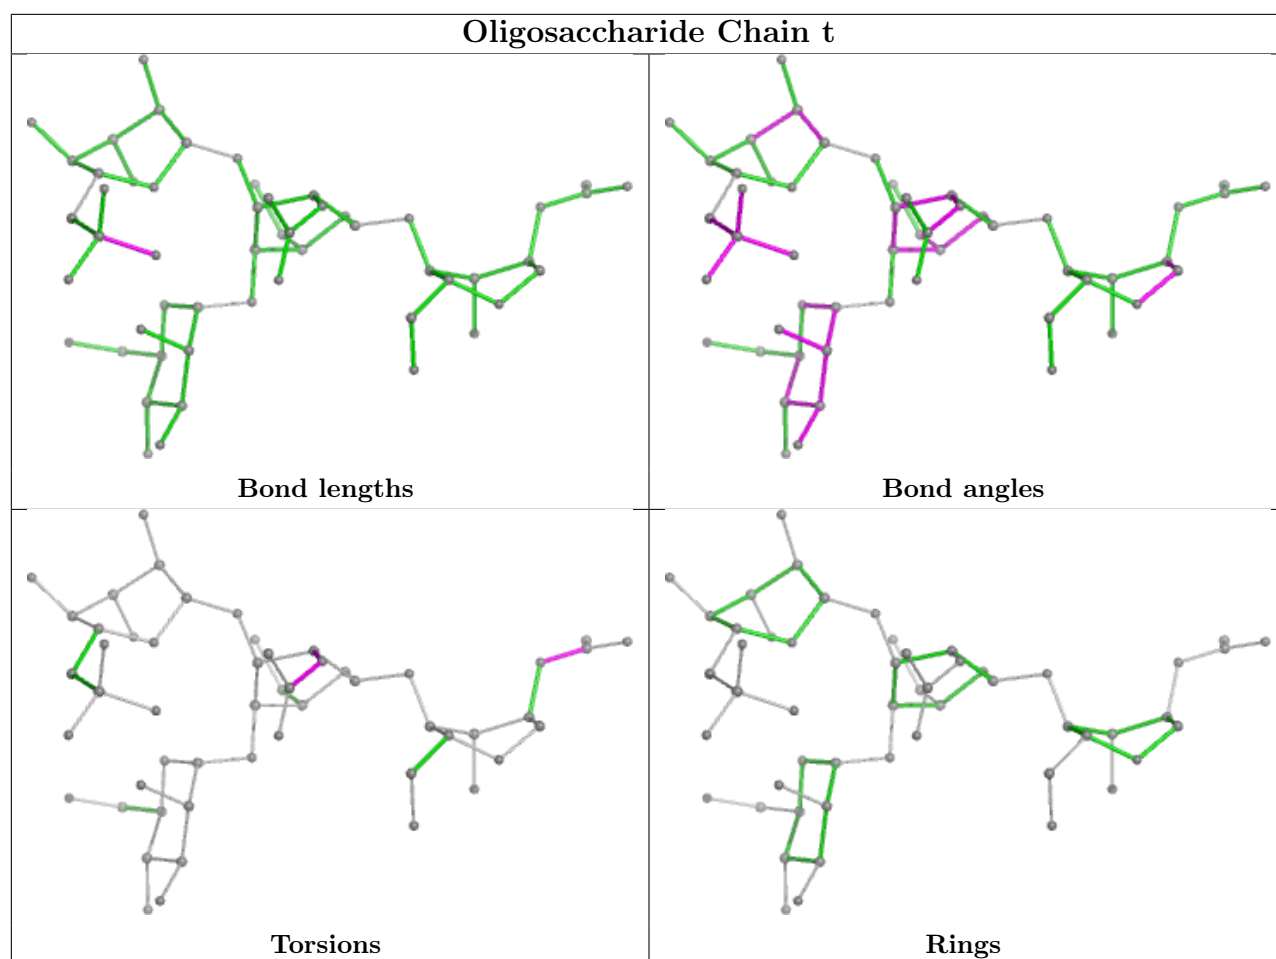 Oligosaccharide Chain t
Bond lengths
Bond angles
Torsions
Rings